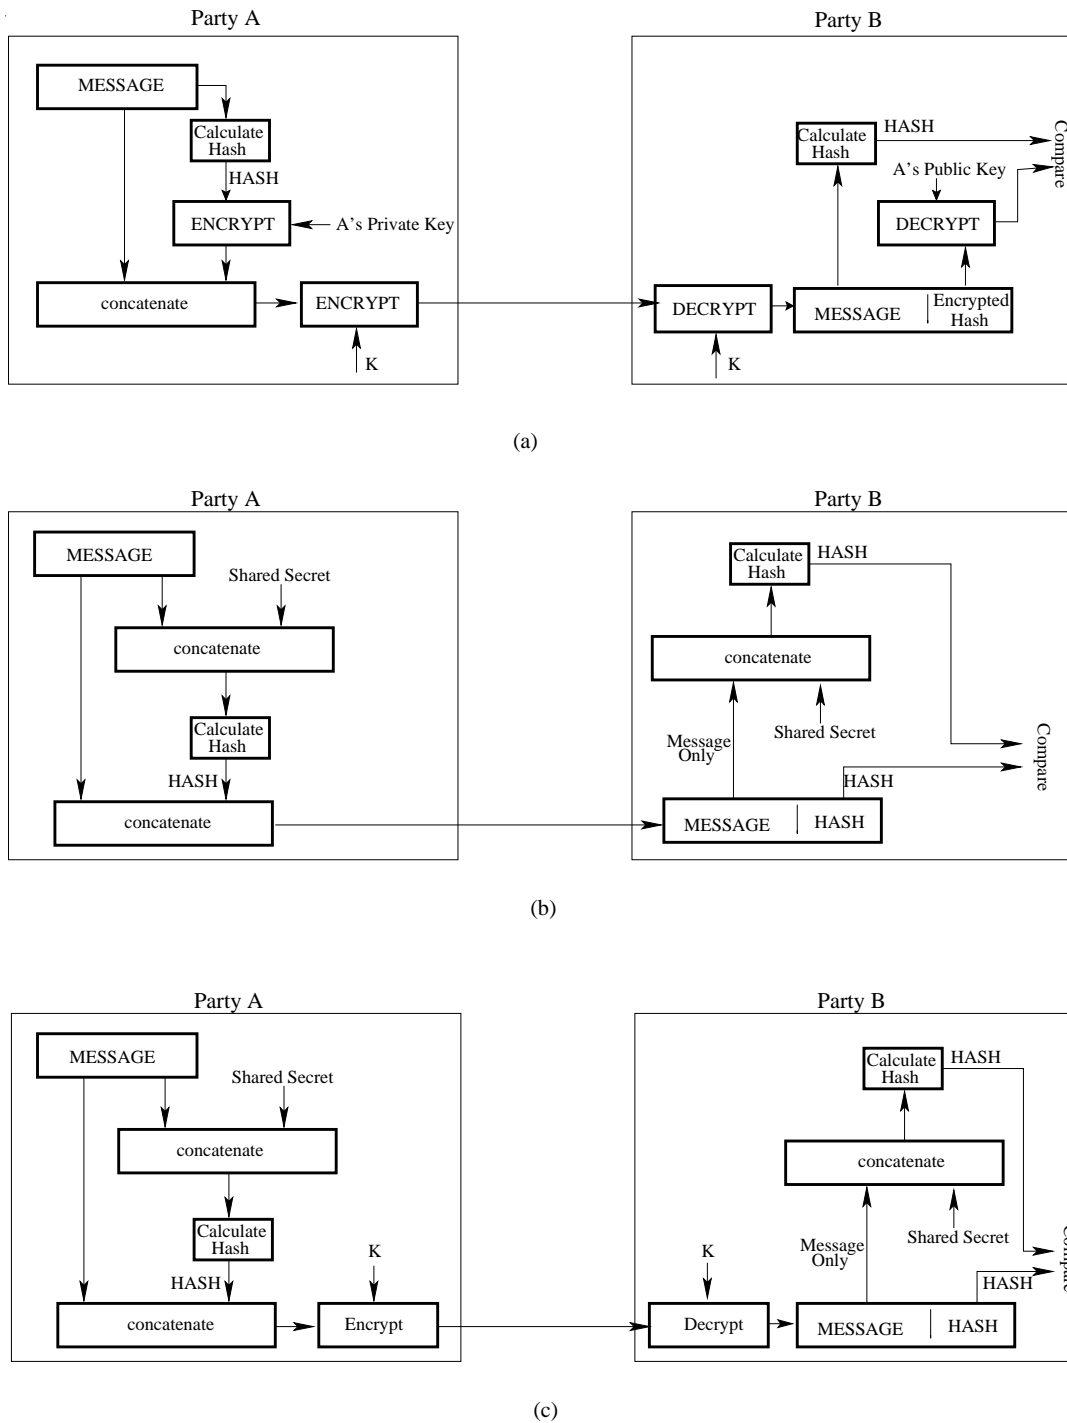 Party A
Party B
MESSAGE
Calculate
Hash
HASH
ENCRYPT
A's Private Key
concatenate
ENCRYPT
K
Calculate
Hash
HASH
Compare
A's Public Key
DECRYPT
DECRYPT
K
MESSAGE
Encrypted
Hash
(a)
Party A
Party B
MESSAGE
Shared Secret
concatenate
Calculate
Hash
HASH
concatenate
Calculate
Hash
HASH
concatenate
Message
Only
Shared Secret
Compare
HASH
MESSAGE
HASH
(b)
Party A
Party B
MESSAGE
Shared Secret
concatenate
Calculate
Hash
HASH
K
concatenate
Encrypt
Calculate
Hash
HASH
concatenate
K
Message
Only
Shared Secret
Compare
HASH
Decrypt
MESSAGE
HASH
(c)